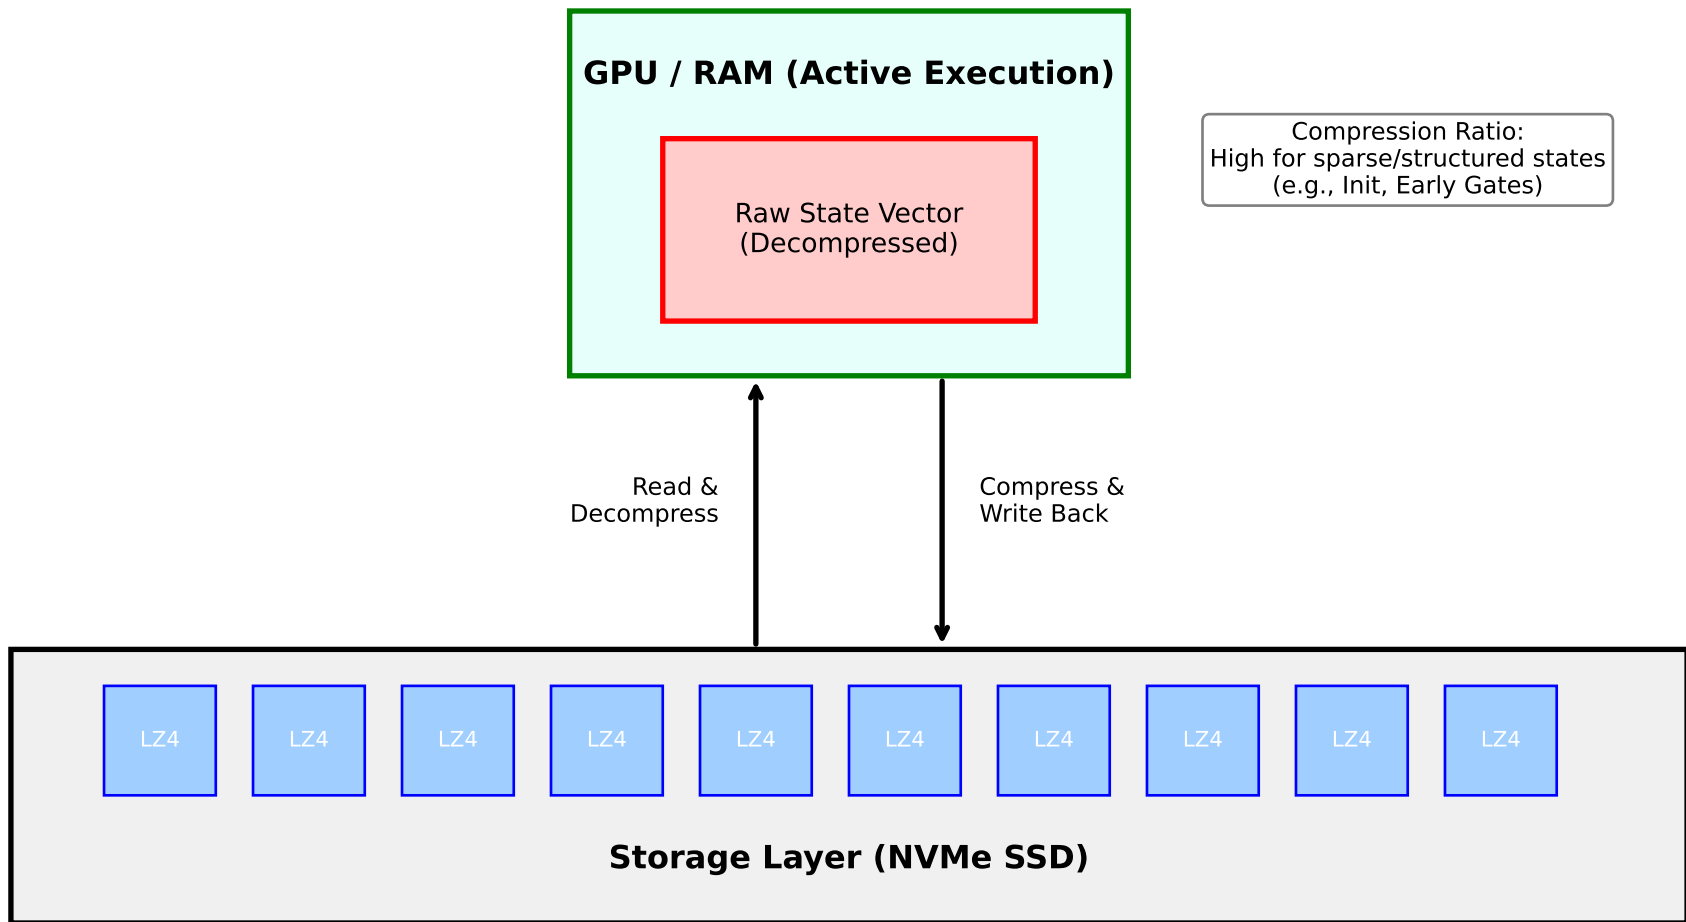 GPU / RAM (Active Execution)
Compression Ratio:
High for sparse/structured states
(e.g., Init, Early Gates)
Raw State Vector
(Decompressed)
Read &
Decompress
Compress &
Write Back
LZ4 LZ4 LZ4 LZ4 LZ4 LZ4 LZ4 LZ4 LZ4 LZ4
Storage Layer (NVMe SSD)